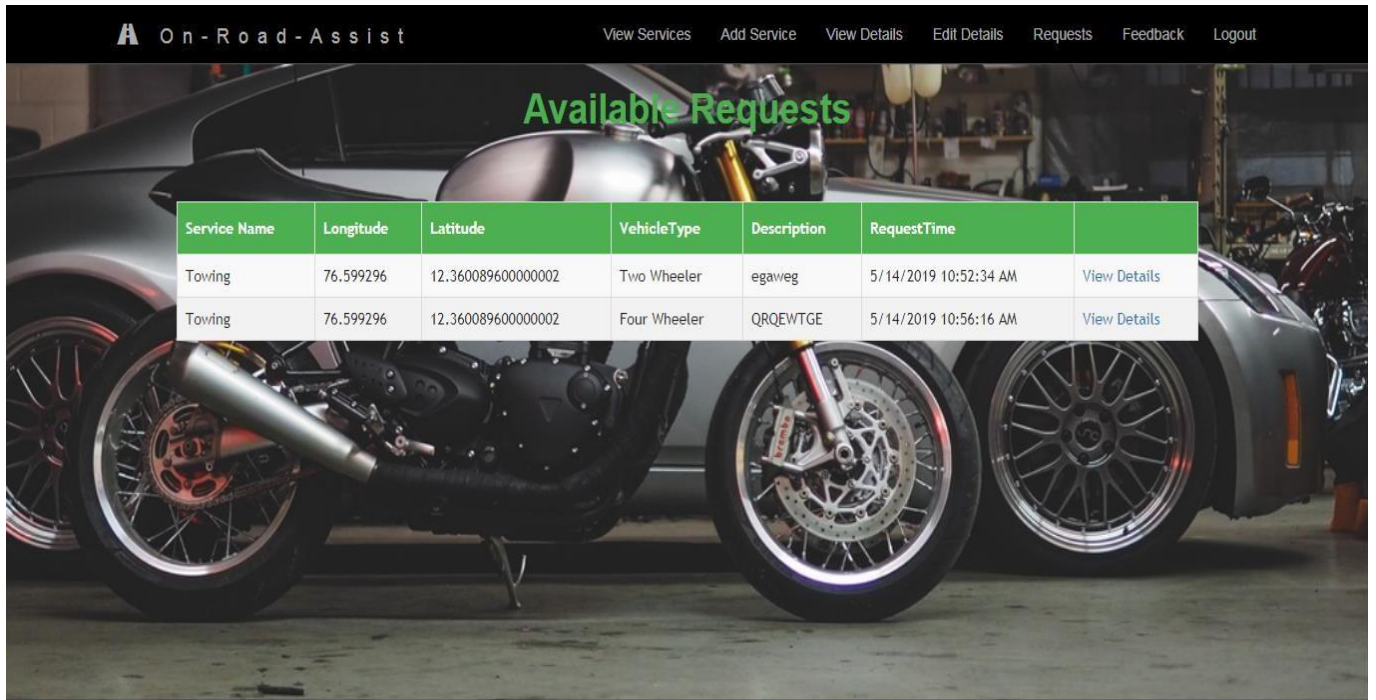 On-Road-Assist View Services Add Service View Details Edit Details Requests Feedback Logout
Available Requests
Service Name Longitude Latitude VehicleType Description RequestTime
Towing 76.599296 12.360089600000002 Two Wheeler egaweg 5/14/2019 10:52:34 AM View Details
Towing 76.599296 12.360089600000002 Four Wheeler QRQEWTGE 5/14/2019 10:56:16 AM View Details
brembo